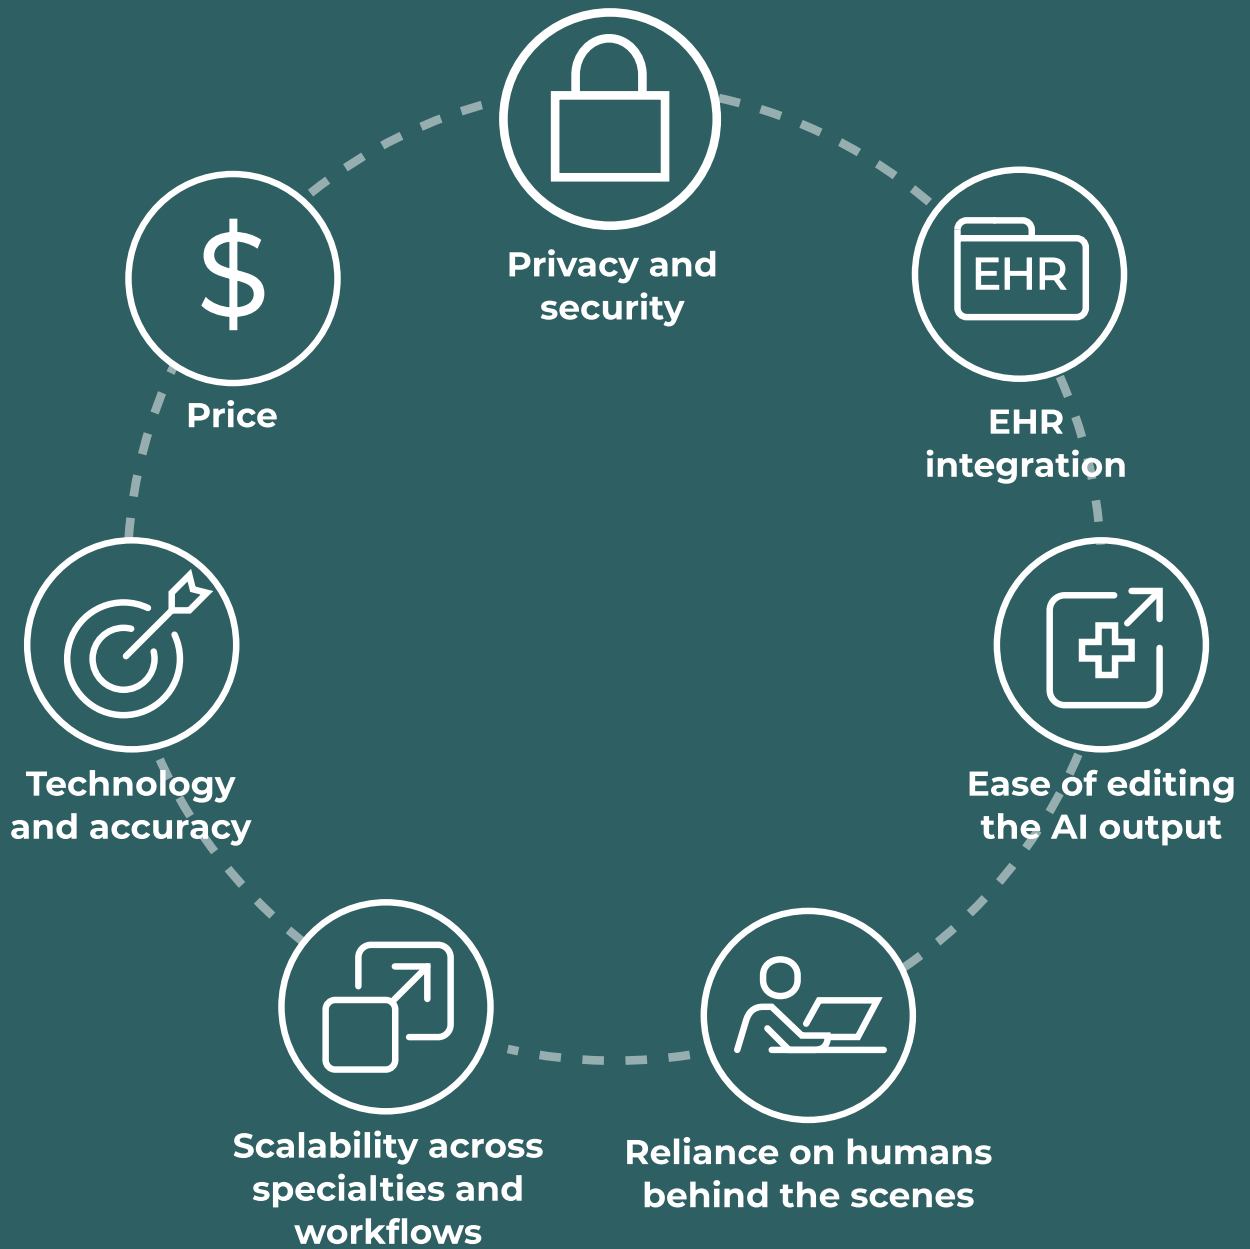 Privacy and
security
EHR
EHR
integration
Ease of editing
the AI output
Reliance on humans
behind the scenes
Scalability across
specialties and
workflows
Technology
and accuracy
$
Price